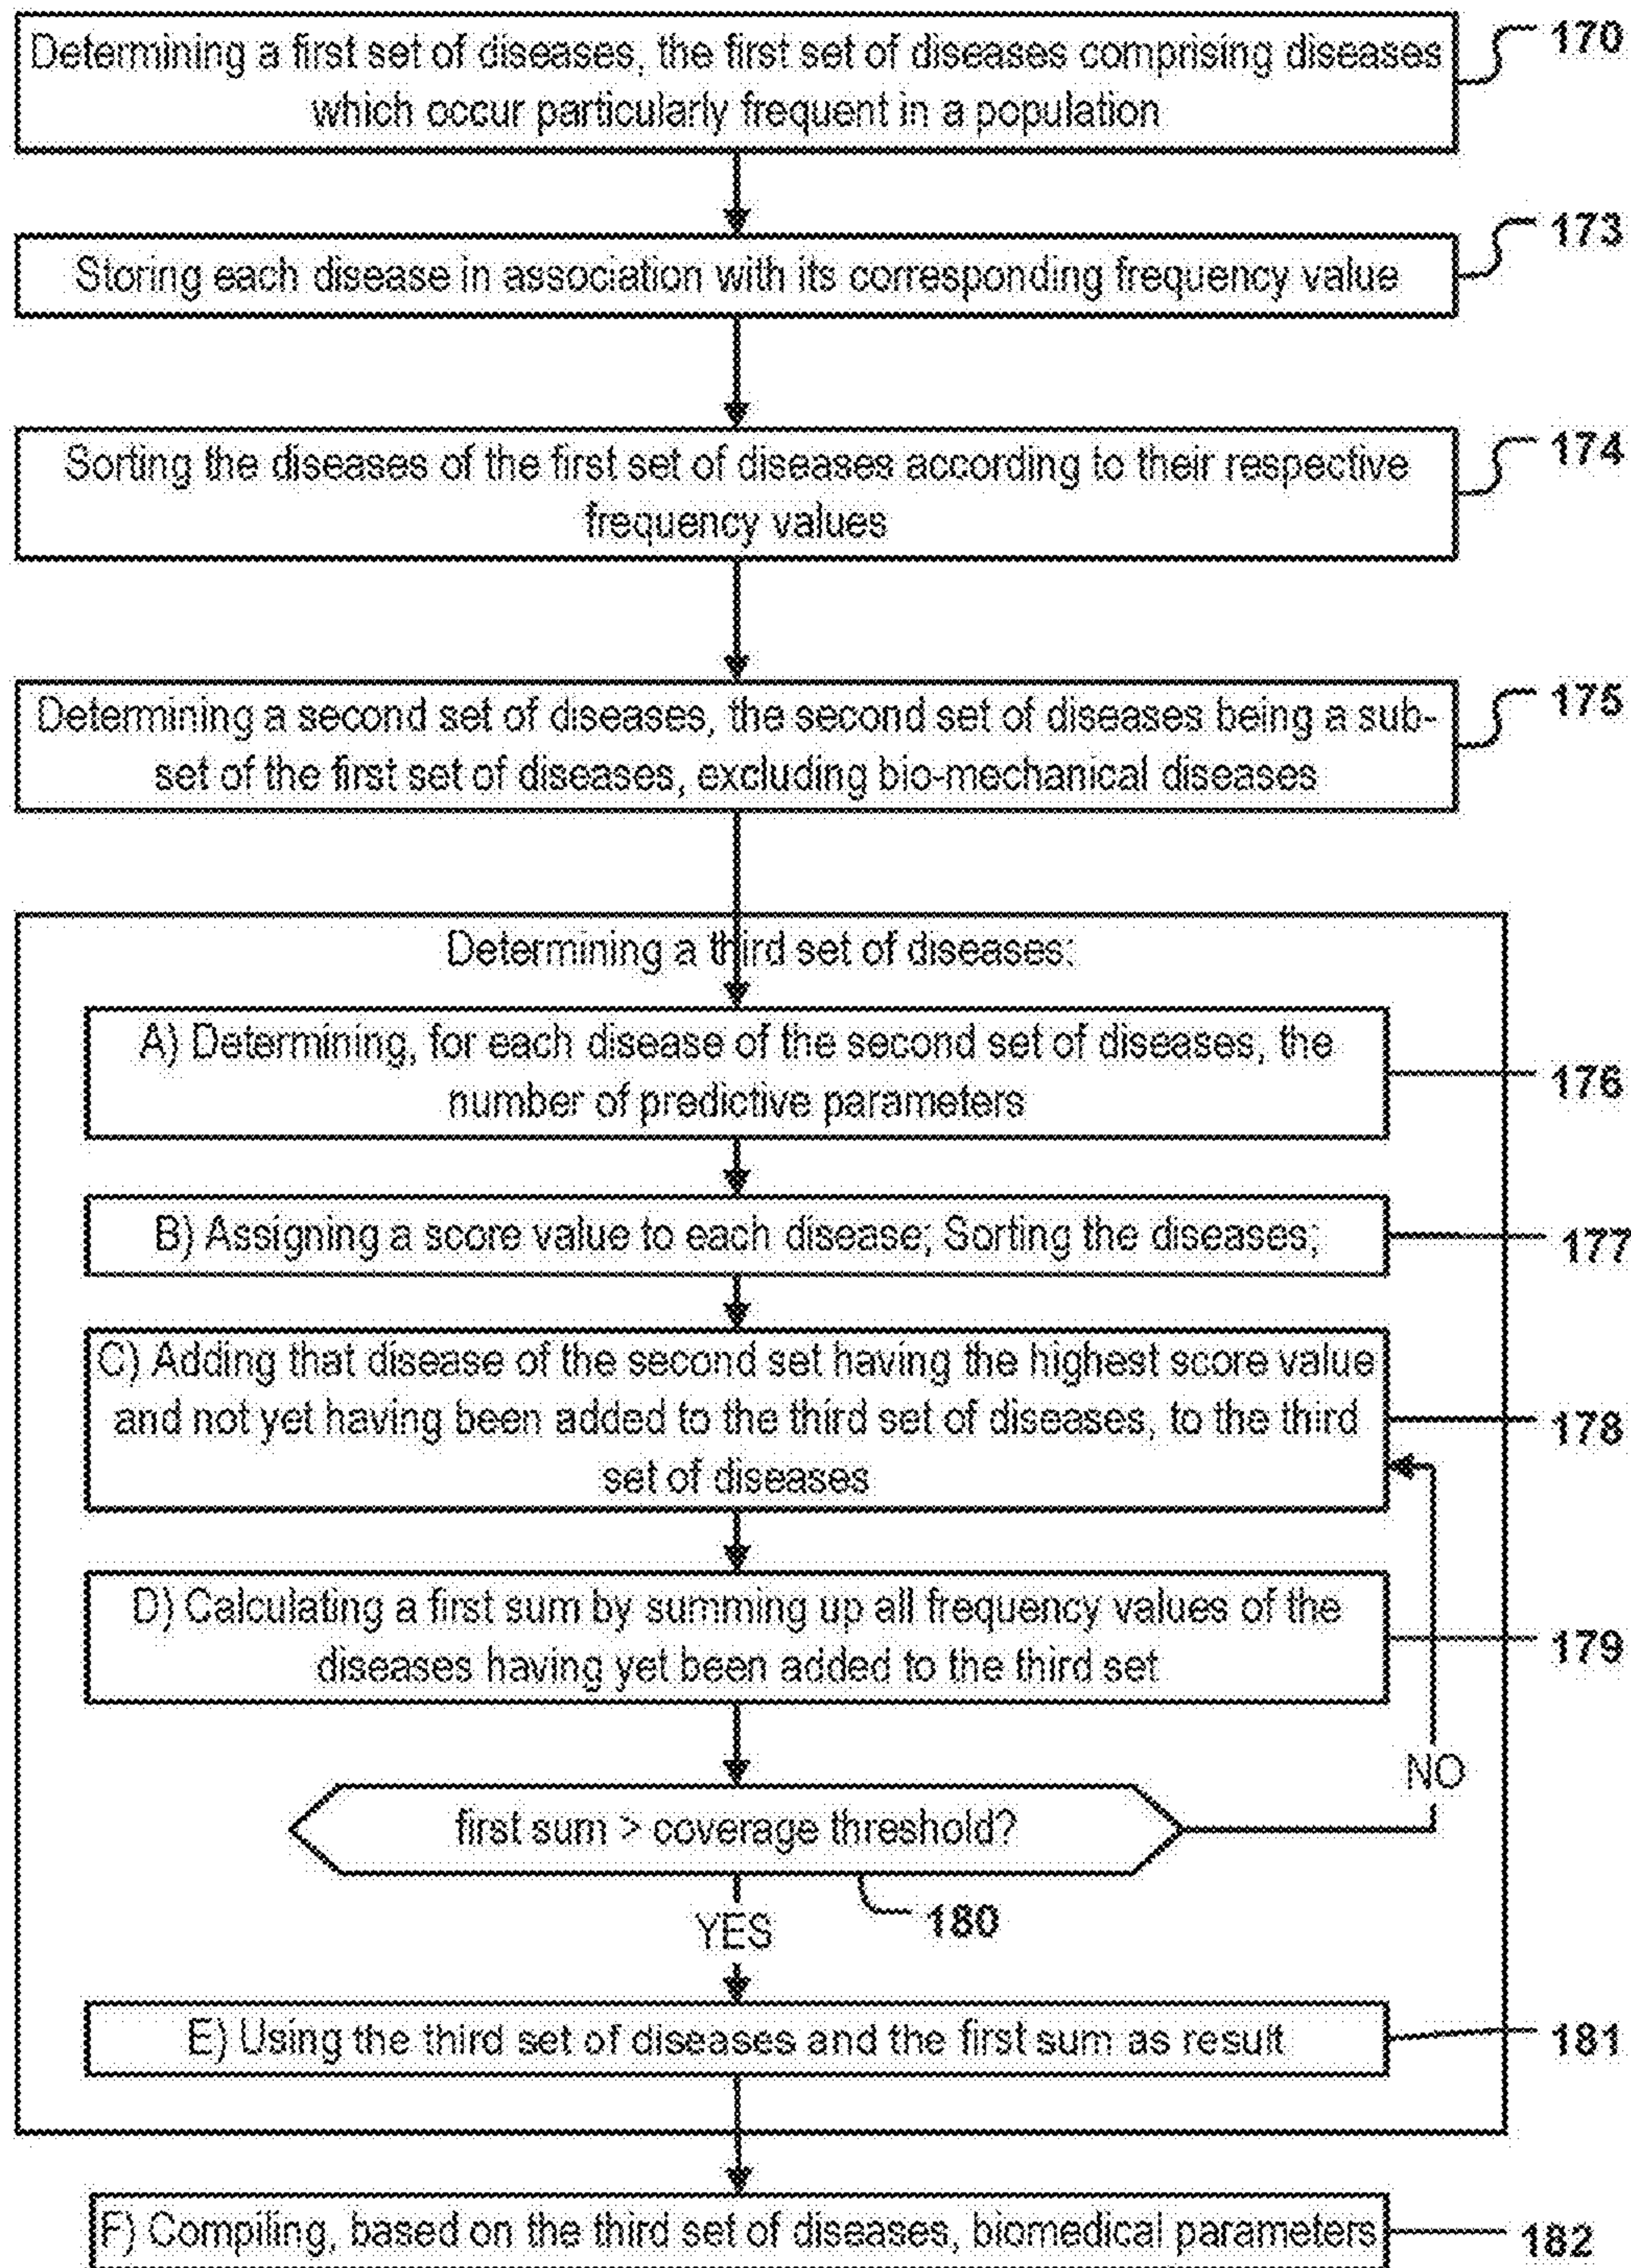 Determining a first set of diseases, the first set of diseases comprising diseases
which occur particularly frequent in a population
170
Storing each disease in association with its corresponding frequency value
173
Sorting the diseases of the first set of diseases according to their respective
frequency values
174
Determining a second set of diseases, the second set of diseases being a sub-
set of the first set of diseases, excluding bio-mechanical diseases
175
Determining a third set of diseases:
A) Determining, for each disease of the second set of diseases, the
number of predictive parameters
176
B) Assigning a score value to each disease; Sorting the diseases;
177
C) Adding that disease of the second set having the highest score value
and not yet having been added to the third set of diseases, to the third
set of diseases
178
D) Calculating a first sum by summing up all frequency values of the
diseases having yet been added to the third set
179
NO
first sum > coverage threshold?
180
YES
E) Using the third set of diseases and the first sum as result
181
F) Compiling, based on the third set of diseases, biomedical parameters
182